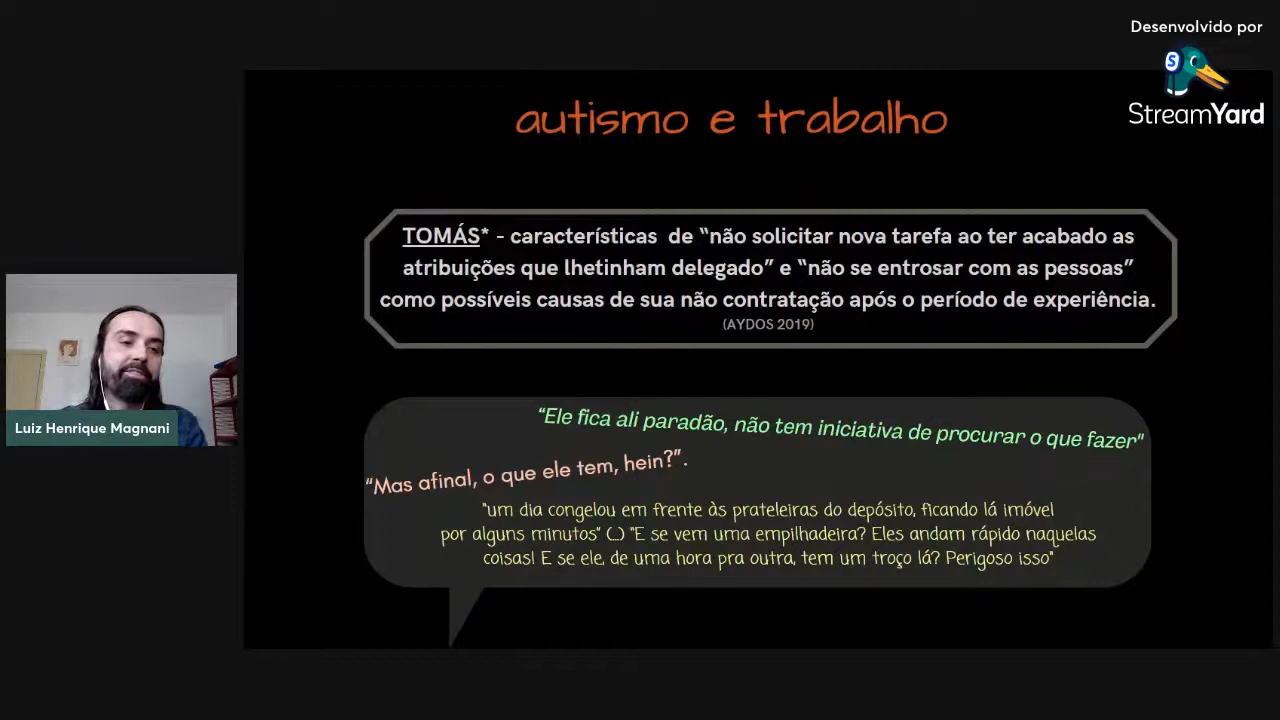 Desenvolvido por
StreamYard
autismo e trabalho
TOMÁS* - características de “não solicitar nova tarefa ao ter acabado as
atribuições que lhetinham delegado” e “não se entrosar com as pessoas”
como possíveis causas de sua não contratação após o período de experiência.
(AYDOS 2019)
“Ele fica ali paradão, não tem iniciativa de procurar o que fazer"
“Mas afinal, o que ele tem, hein?”.
"um dia congelou em frente às prateleiras do depósito, ficando lá imóvel
por alguns minutos" (...) "E se vem uma empilhadeira? Eles andam rápido naquelas
coisas! E se ele, de uma hora pra outra, tem um troço lá? Perigoso isso"
Luiz Henrique Magnani